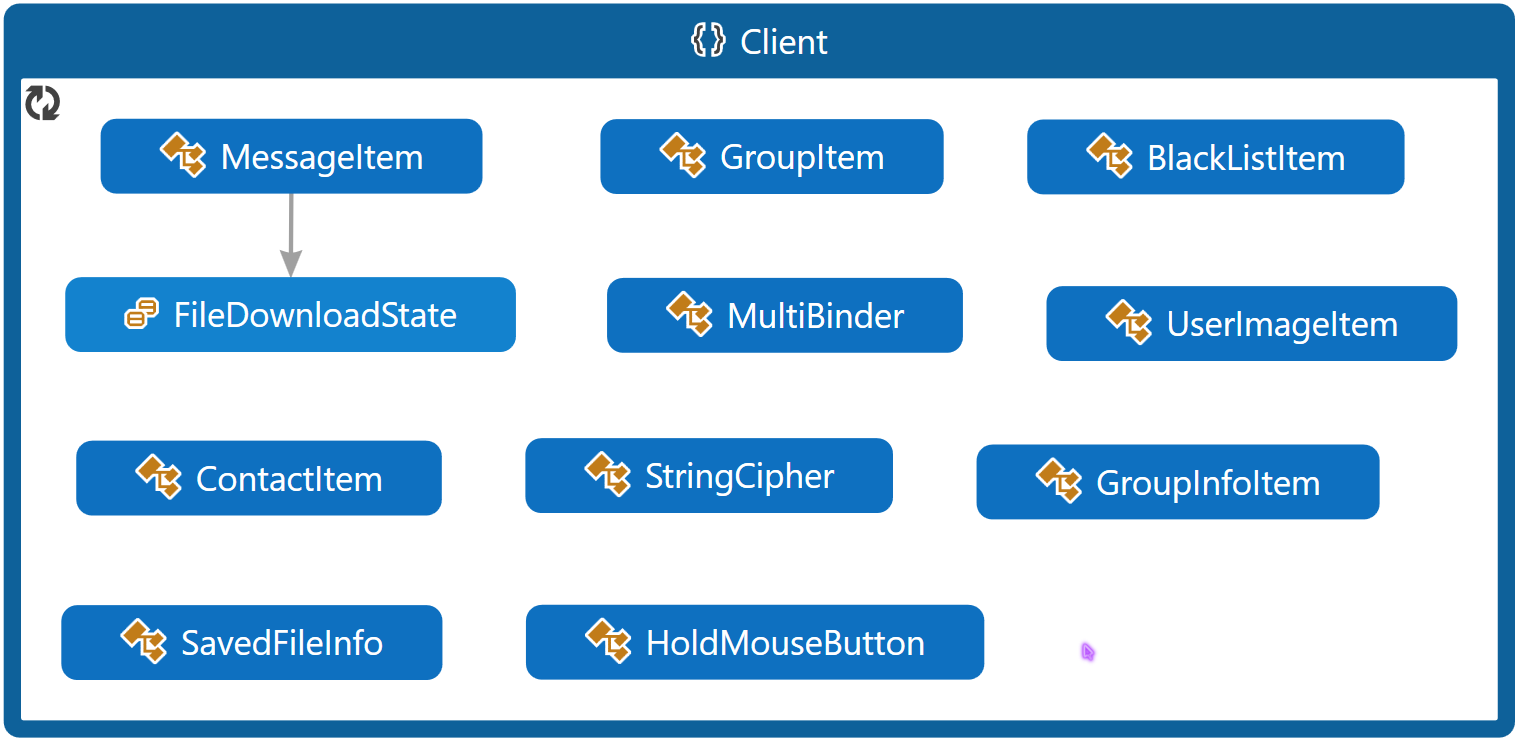 {} Client
MessageItem
GroupItem
BlackListItem
FileDownloadState
MultiBinder
UserImageItem
ContactItem
StringCipher
GroupInfoItem
SavedFileInfo
HoldMouseButton